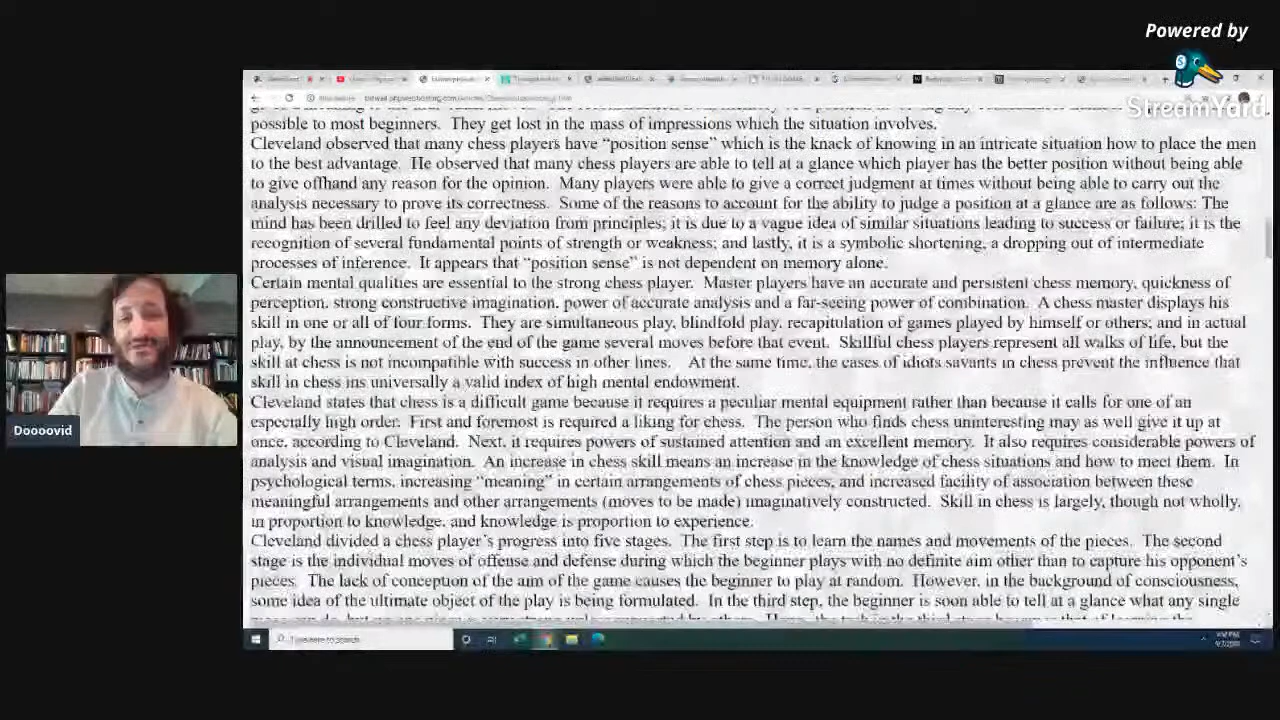 Powered by
StreamYard
possible to most beginners. They get lost in the mass of impressions which the situation involves.
Cleveland observed that many chess players have “position sense” which is the knack of knowing in an intricate situation how to place the men
to the best advantage. He observed that many chess players are able to tell at a glance which player has the better position without being able
to give offhand any reason for the opinion. Many players were able to give a correct judgment at times without being able to carry out the
analysis necessary to prove its correctness. Some of the reasons to account for the ability to judge a position at a glance are as follows: The
mind has been drilled to feel any deviation from principles; it is due to a vague idea of similar situations leading to success or failure; it is the
recognition of several fundamental points of strength or weakness; and lastly, it is a symbolic shortening, a dropping out of intermediate
processes of inference. It appears that “position sense” is not dependent on memory alone.
Certain mental qualities are essential to the strong chess player. Master players have an accurate and persistent chess memory, quickness of
perception, strong constructive imagination, power of accurate analysis and a far-seeing power of combination. A chess master displays his
skill in one or all of four forms. They are simultaneous play, blindfold play, recapitulation of games played by himself or others; and in actual
play, by the announcement of the end of the game several moves before that event. Skillful chess players represent all walks of life, but the
skill at chess is not incompatible with success in other lines. At the same time, the cases of idiots savants in chess prevent the influence that
skill in chess ins universally a valid index of high mental endowment.
Cleveland states that chess is a difficult game because it requires a peculiar mental equipment rather than because it calls for one of an
especially high order. First and foremost is required a liking for chess. The person who finds chess uninteresting may as well give it up at
once, according to Cleveland. Next, it requires powers of sustained attention and an excellent memory. It also requires considerable powers of
analysis and visual imagination. An increase in chess skill means an increase in the knowledge of chess situations and how to meet them. In
psychological terms, increasing “meaning” in certain arrangements of chess pieces, and increased facility of association between these
meaningful arrangements and other arrangements (moves to be made) imaginatively constructed. Skill in chess is largely, though not wholly,
in proportion to knowledge, and knowledge is proportion to experience.
Cleveland divided a chess player’s progress into five stages. The first step is to learn the names and movements of the pieces. The second
stage is the individual moves of offense and defense during which the beginner plays with no definite aim other than to capture his opponent’s
pieces. The lack of conception of the aim of the game causes the beginner to play at random. However, in the background of consciousness,
some idea of the ultimate object of the play is being formulated. In the third step, the beginner is soon able to tell at a glance what any single
Doooovid
Type here to search